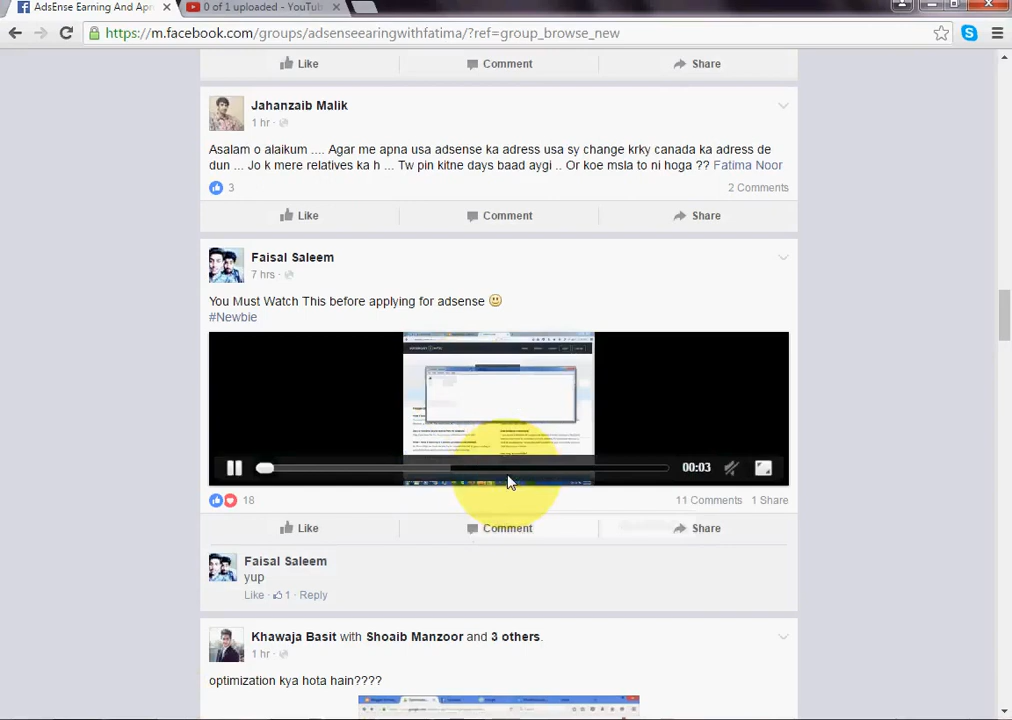 AdsEnse Earning And Apr
0 of 1 uploaded - YouTu
https://m.facebook.com/groups/adsenseearingwithfatima/?ref=group_browse_new
Like Comment Share
Jahanzaib Malik
1 hr ·
Asalam o alaikum .... Agar me apna usa adsense ka adress usa sy change krky canada ka adress de
dun ... Jo k mere relatives ka h ... Tw pin kitne days baad aygi .. Or koe msla to ni hoga ?? Fatima Noor
3 2 Comments
Like Comment Share
Faisal Saleem
7 hrs ·
You Must Watch This before applying for adsense
#Newbie
00:03
18 11 Comments 1 Share
Like Comment Share
Faisal Saleem
yup
Like · 1 · Reply
Khawaja Basit with Shoaib Manzoor and 3 others.
1 hr ·
optimization kya hota hain????